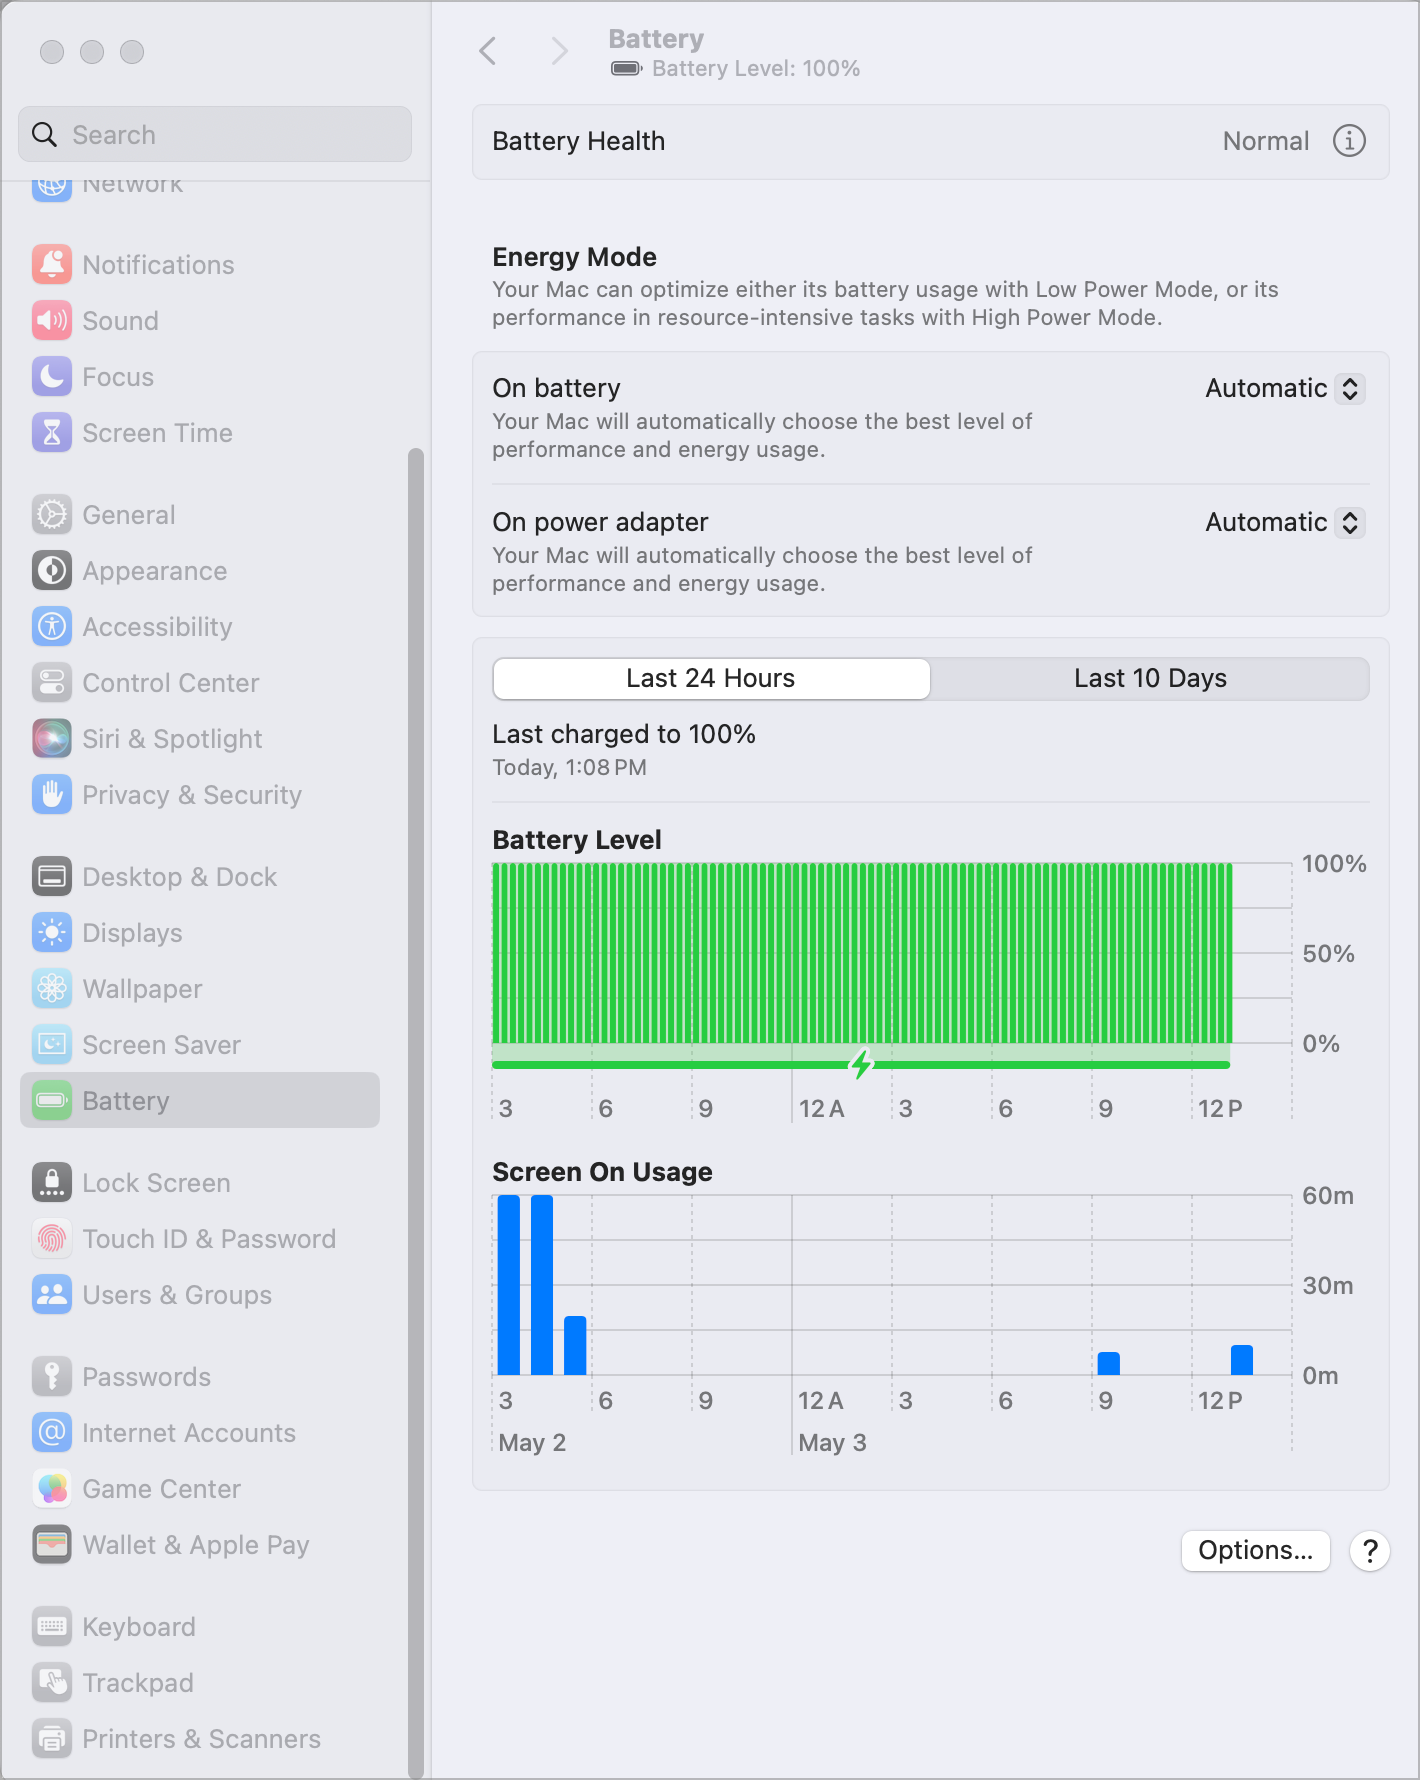 Search
Network
Notifications
Sound
Focus
Screen Time
General
Appearance
Accessibility
Control Center
Siri & Spotlight
Privacy & Security
Desktop & Dock
Displays
Wallpaper
Screen Saver
Battery
Lock Screen
Touch ID & Password
Users & Groups
Passwords
Internet Accounts
Game Center
Wallet & Apple Pay
Keyboard
Trackpad
Printers & Scanners
Battery
Battery Level: 100%
Battery Health Normal
Energy Mode
Your Mac can optimize either its battery usage with Low Power Mode, or its
performance in resource-intensive tasks with High Power Mode.
On battery Automatic
Your Mac will automatically choose the best level of
performance and energy usage.
On power adapter Automatic
Your Mac will automatically choose the best level of
performance and energy usage.
Last 24 Hours Last 10 Days
Last charged to 100%
Today, 1:08 PM
Battery Level
100%
50%
0%
3 6 9 12 A 3 6 9 12 P
Screen On Usage
60m
30m
0m
3 6 9 12 A 3 6 9 12 P
May 2 May 3
Options... ?